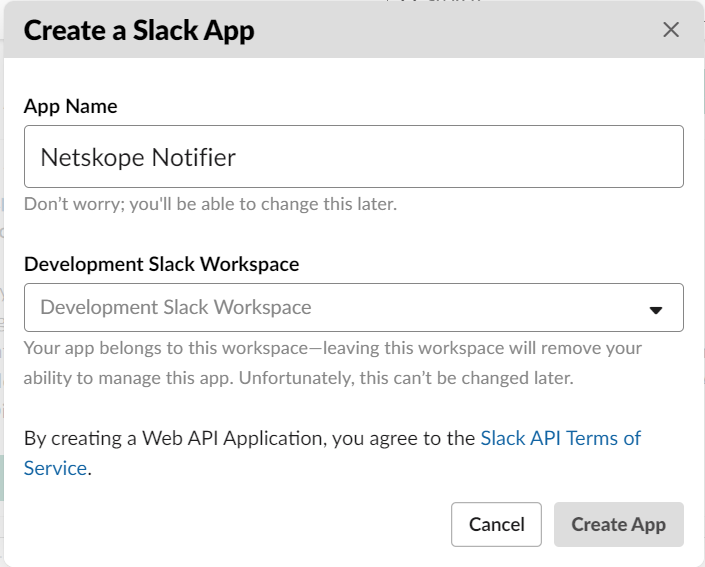 Create a Slack App
App Name
Netskope Notifier
Don't worry; you'll be able to change this later.
Development Slack Workspace
Development Slack Workspace
Your app belongs to this workspace—leaving this workspace will remove your
ability to manage this app. Unfortunately, this can't be changed later.
By creating a Web API Application, you agree to the Slack API Terms of
Service.
Cancel
Create App